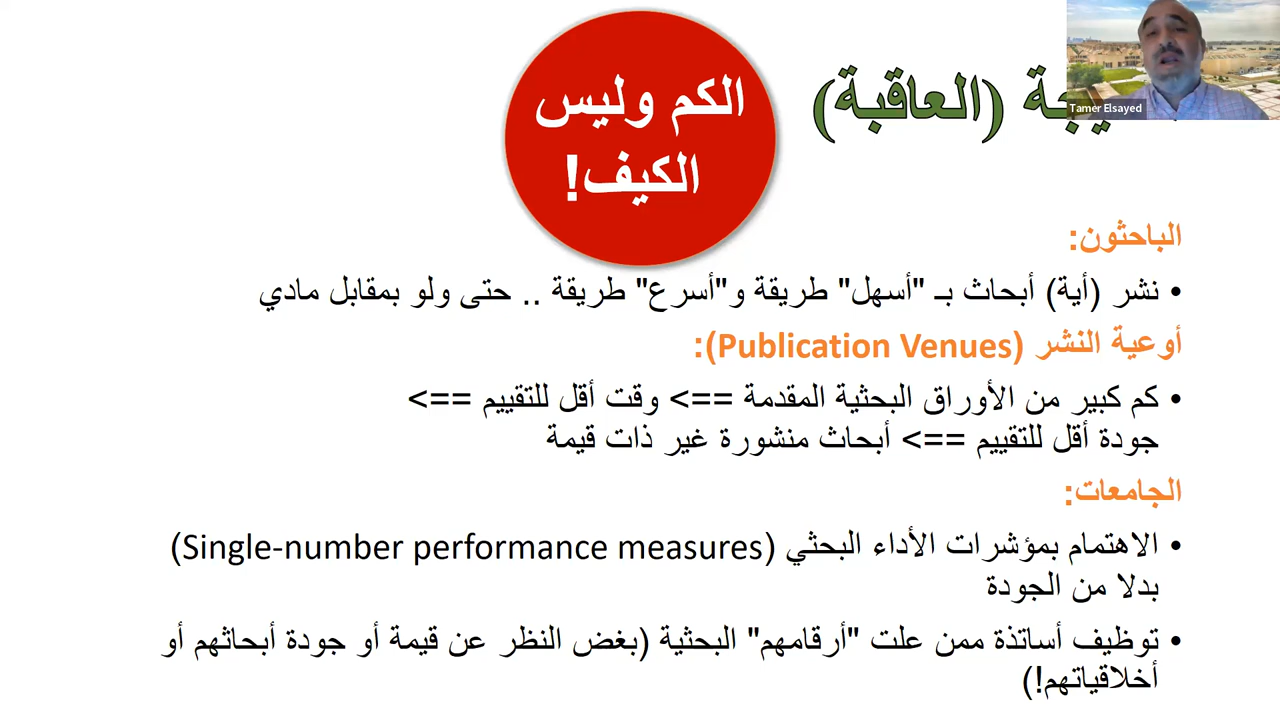 (العاقبة)
الكم وليس
الكيف!
Tamer Elsayed
الباحثون:
• نشر (أية) أبحاث بـ "أسهل" طريقة و"أسرع" طريقة .. حتى ولو بمقابل مادي
أوعية النشر (Publication Venues):
• كم كبير من الأوراق البحثية المقدمة ==> وقت أقل للتقييم ==>
جودة أقل للتقييم ==> أبحاث منشورة غير ذات قيمة
الجامعات:
• الاهتمام بمؤشرات الأداء البحثي (Single-number performance measures)
بدلا من الجودة
• توظيف أساتذة ممن علت "أرقامهم" البحثية (بغض النظر عن قيمة أو جودة أبحاثهم أو
أخلاقياتهم!)